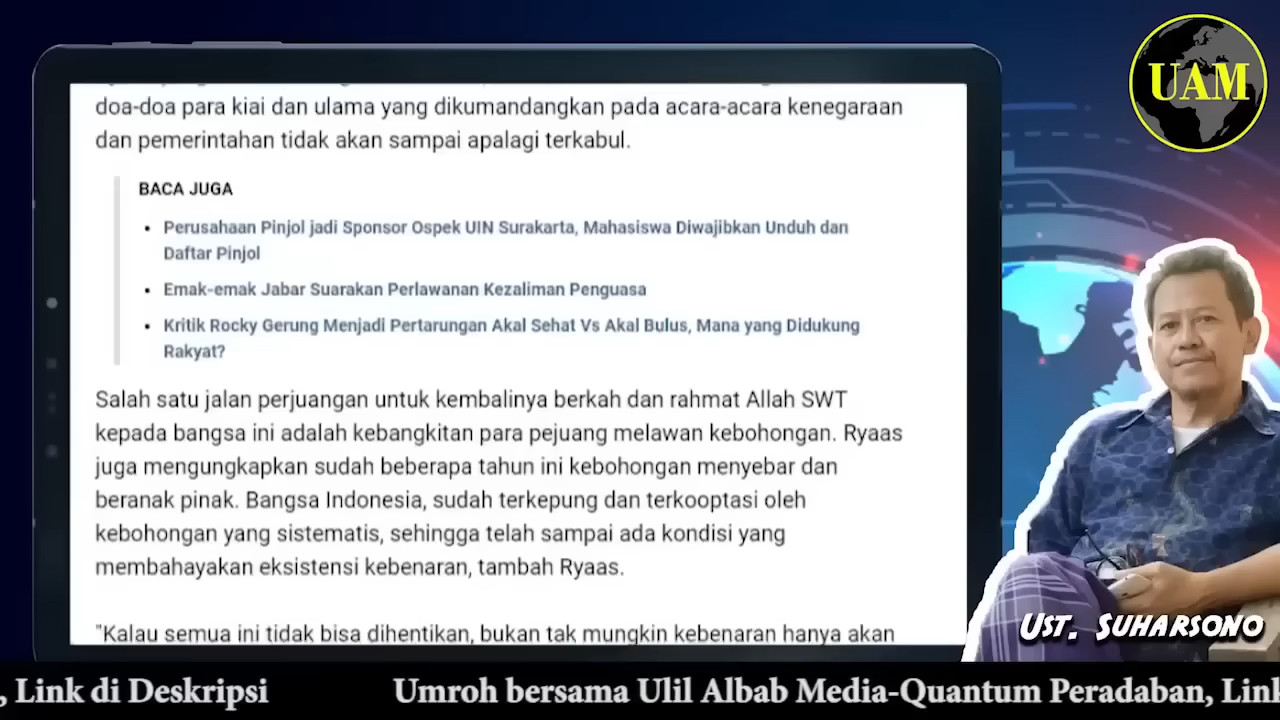 UAM
doa-doa para kiai dan ulama yang dikumandangkan pada acara-acara kenegaraan
dan pemerintahan tidak akan sampai apalagi terkabul.
BACA JUGA
• Perusahaan Pinjol jadi Sponsor Ospek UIN Surakarta, Mahasiswa Diwajibkan Unduh dan
Daftar Pinjol
• Emak-emak Jabar Suarakan Perlawanan Kezaliman Penguasa
• Kritik Rocky Gerung Menjadi Pertarungan Akal Sehat Vs Akal Bulus, Mana yang Didukung
Rakyat?
Salah satu jalan perjuangan untuk kembalinya berkah dan rahmat Allah SWT
kepada bangsa ini adalah kebangkitan para pejuang melawan kebohongan. Ryaas
juga mengungkapkan sudah beberapa tahun ini kebohongan menyebar dan
beranak pinak. Bangsa Indonesia, sudah terkepung dan terkooptasi oleh
kebohongan yang sistematis, sehingga telah sampai ada kondisi yang
membahayakan eksistensi kebenaran, tambah Ryaas.
"Kalau semua ini tidak bisa dihentikan, bukan tak mungkin kebenaran hanya akan
UST. SUHARSONO
, Link di Deskripsi Umroh bersama Ulil Albab Media-Quantum Peradaban, Link